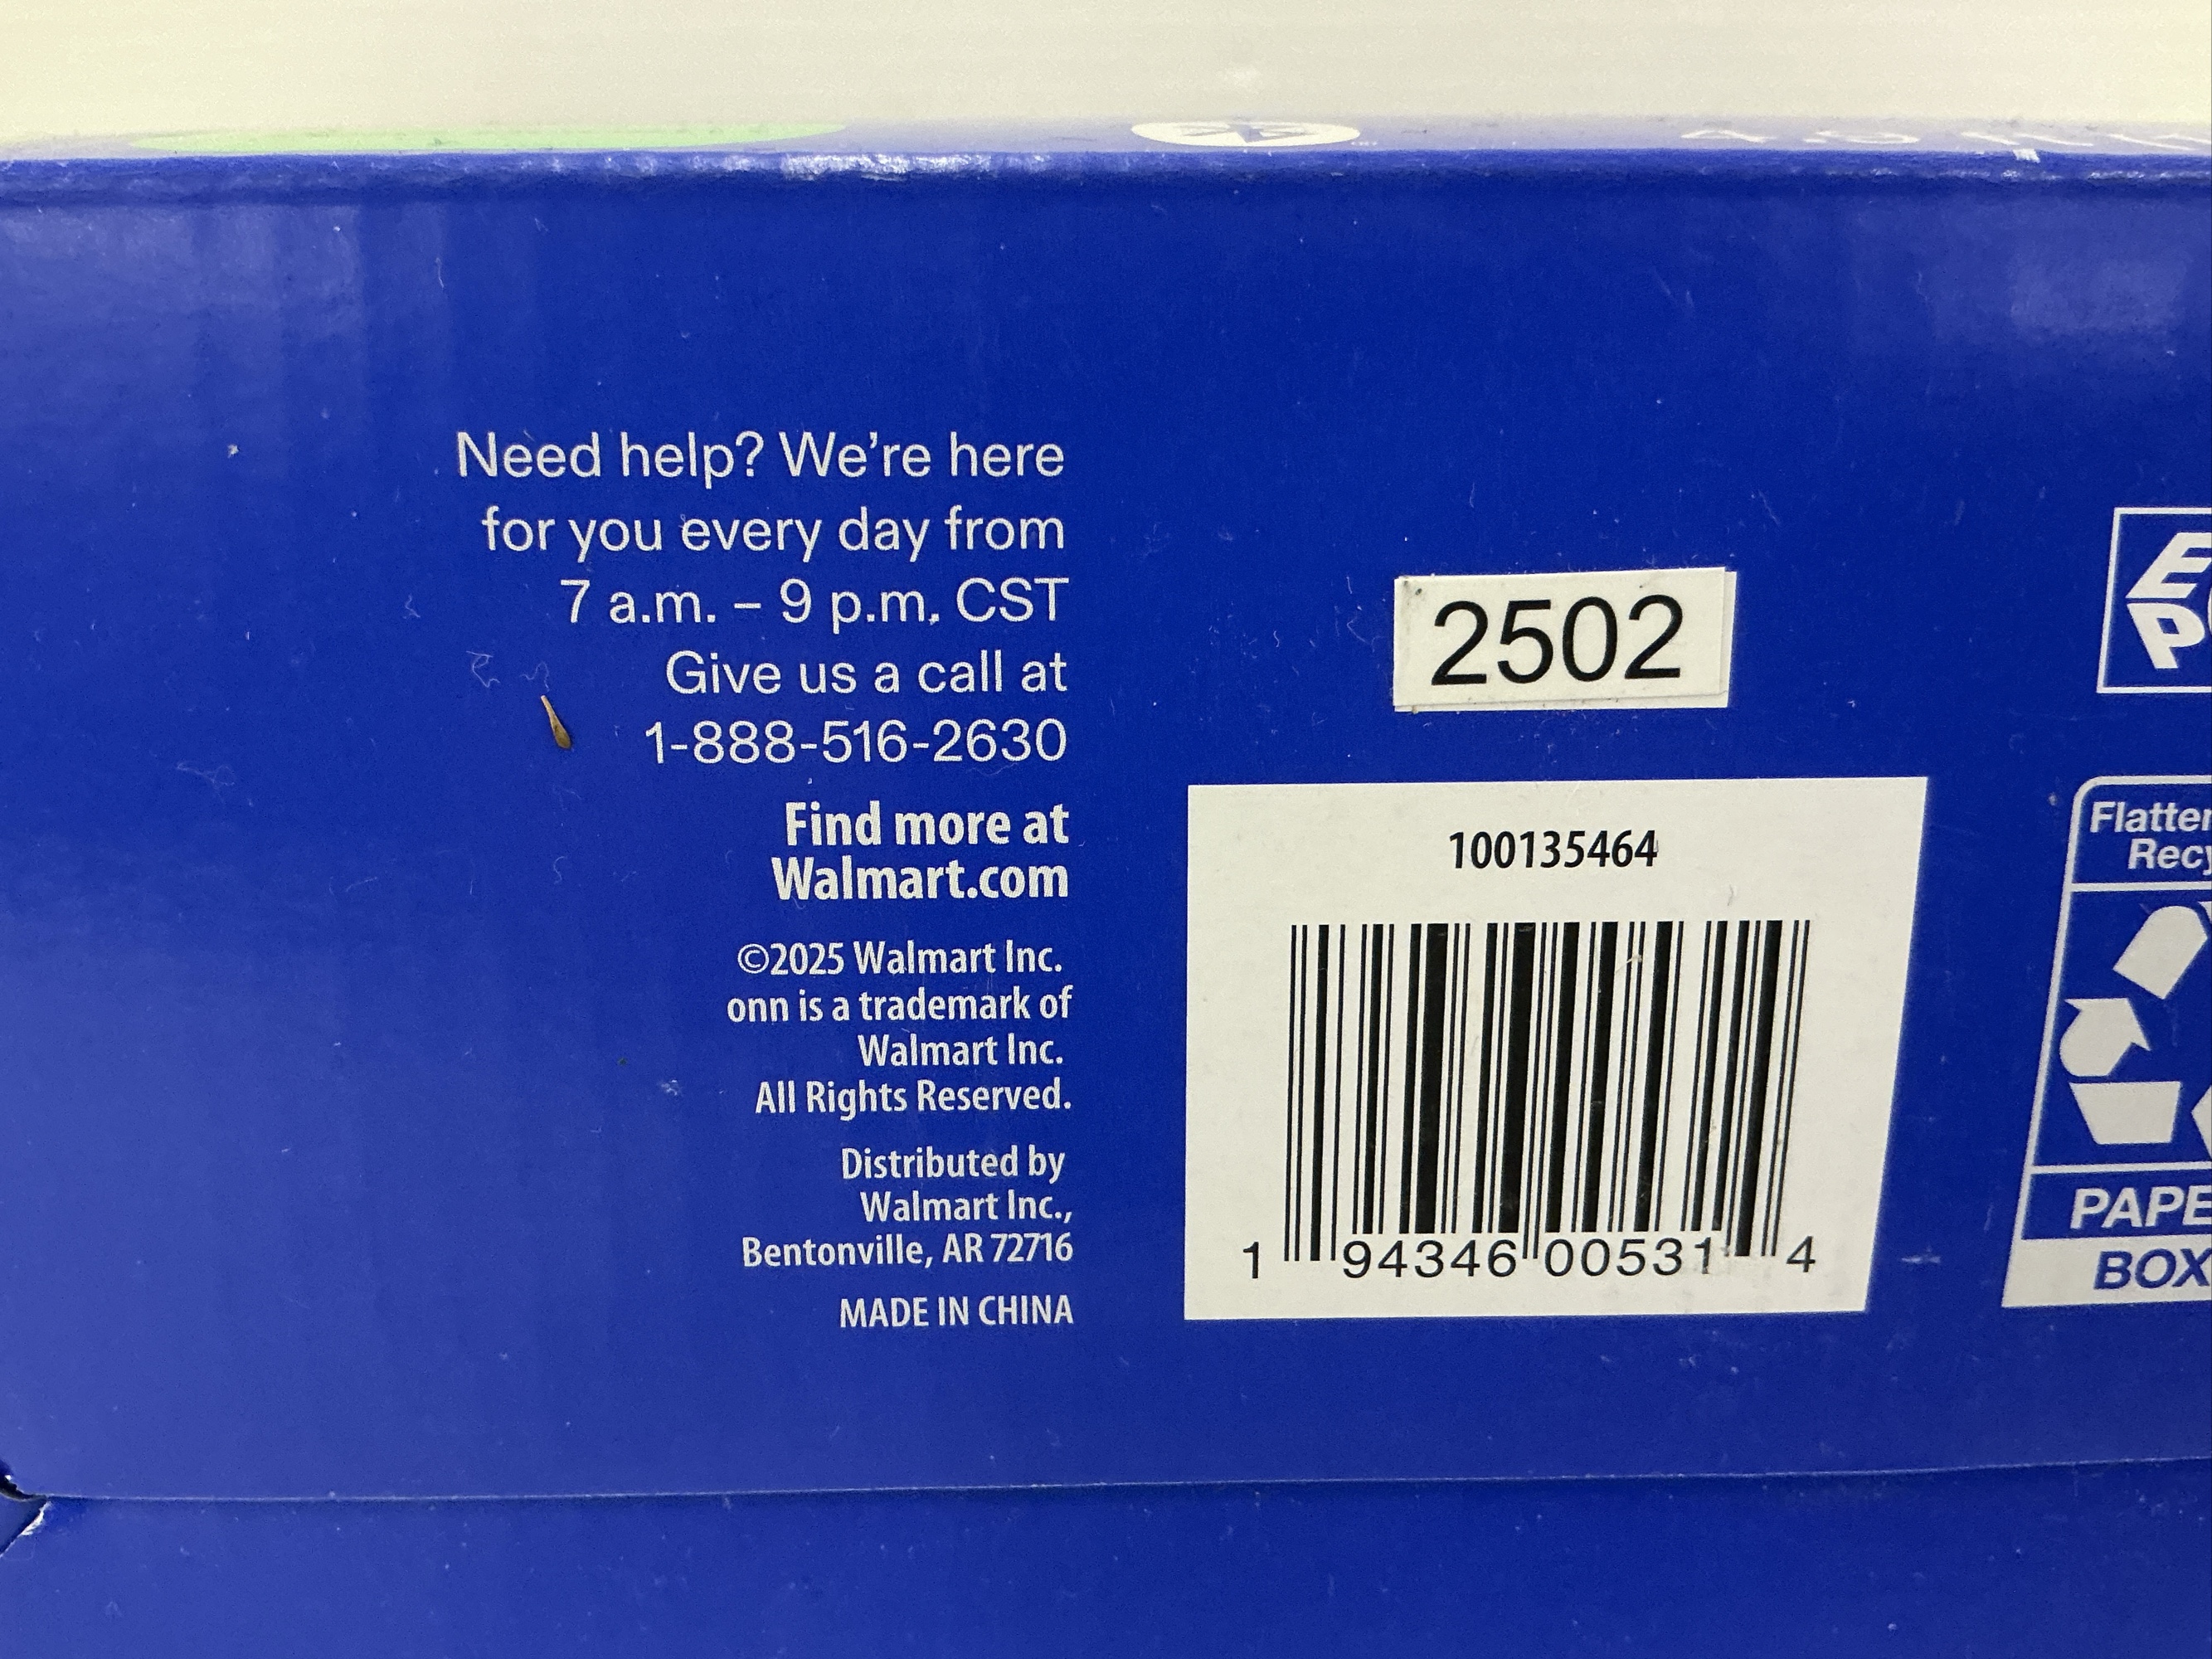 Need help? We're here
for you every day from
7 a.m. – 9 p.m. CST
Give us a call at
1-888-516-2630
Find more at
Walmart.com
©2025 Walmart Inc.
onn is a trademark of
Walmart Inc.
All Rights Reserved.
Distributed by
Walmart Inc.,
Bentonville, AR 72716
MADE IN CHINA
2502
100135464
1 94346 00531 4
BOX